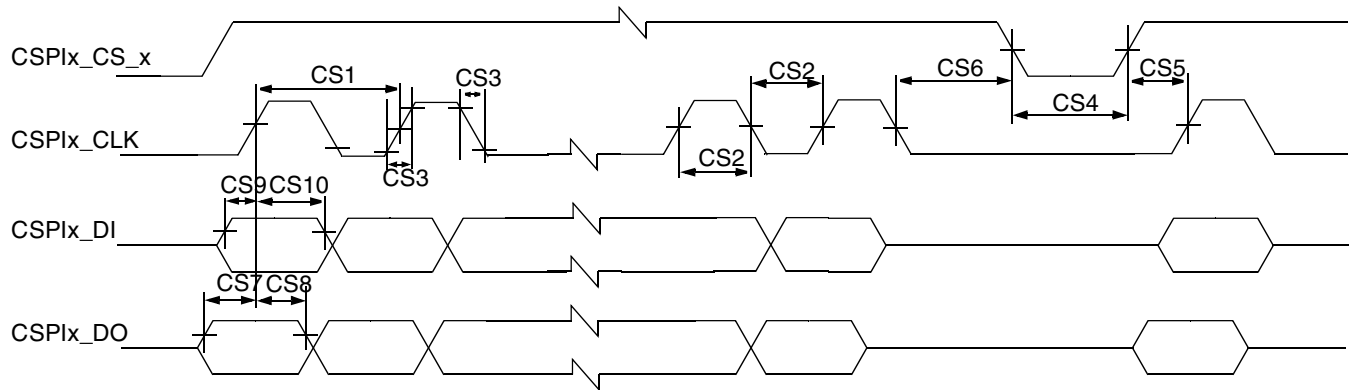 CSPIx_CS_x
CS1
CS3
CS2
CS6
CS5
CS4
CSPIx_CLK
CS3
CS2
CS9
CS10
CSPIx_DI
CS7
CS8
CSPIx_DO